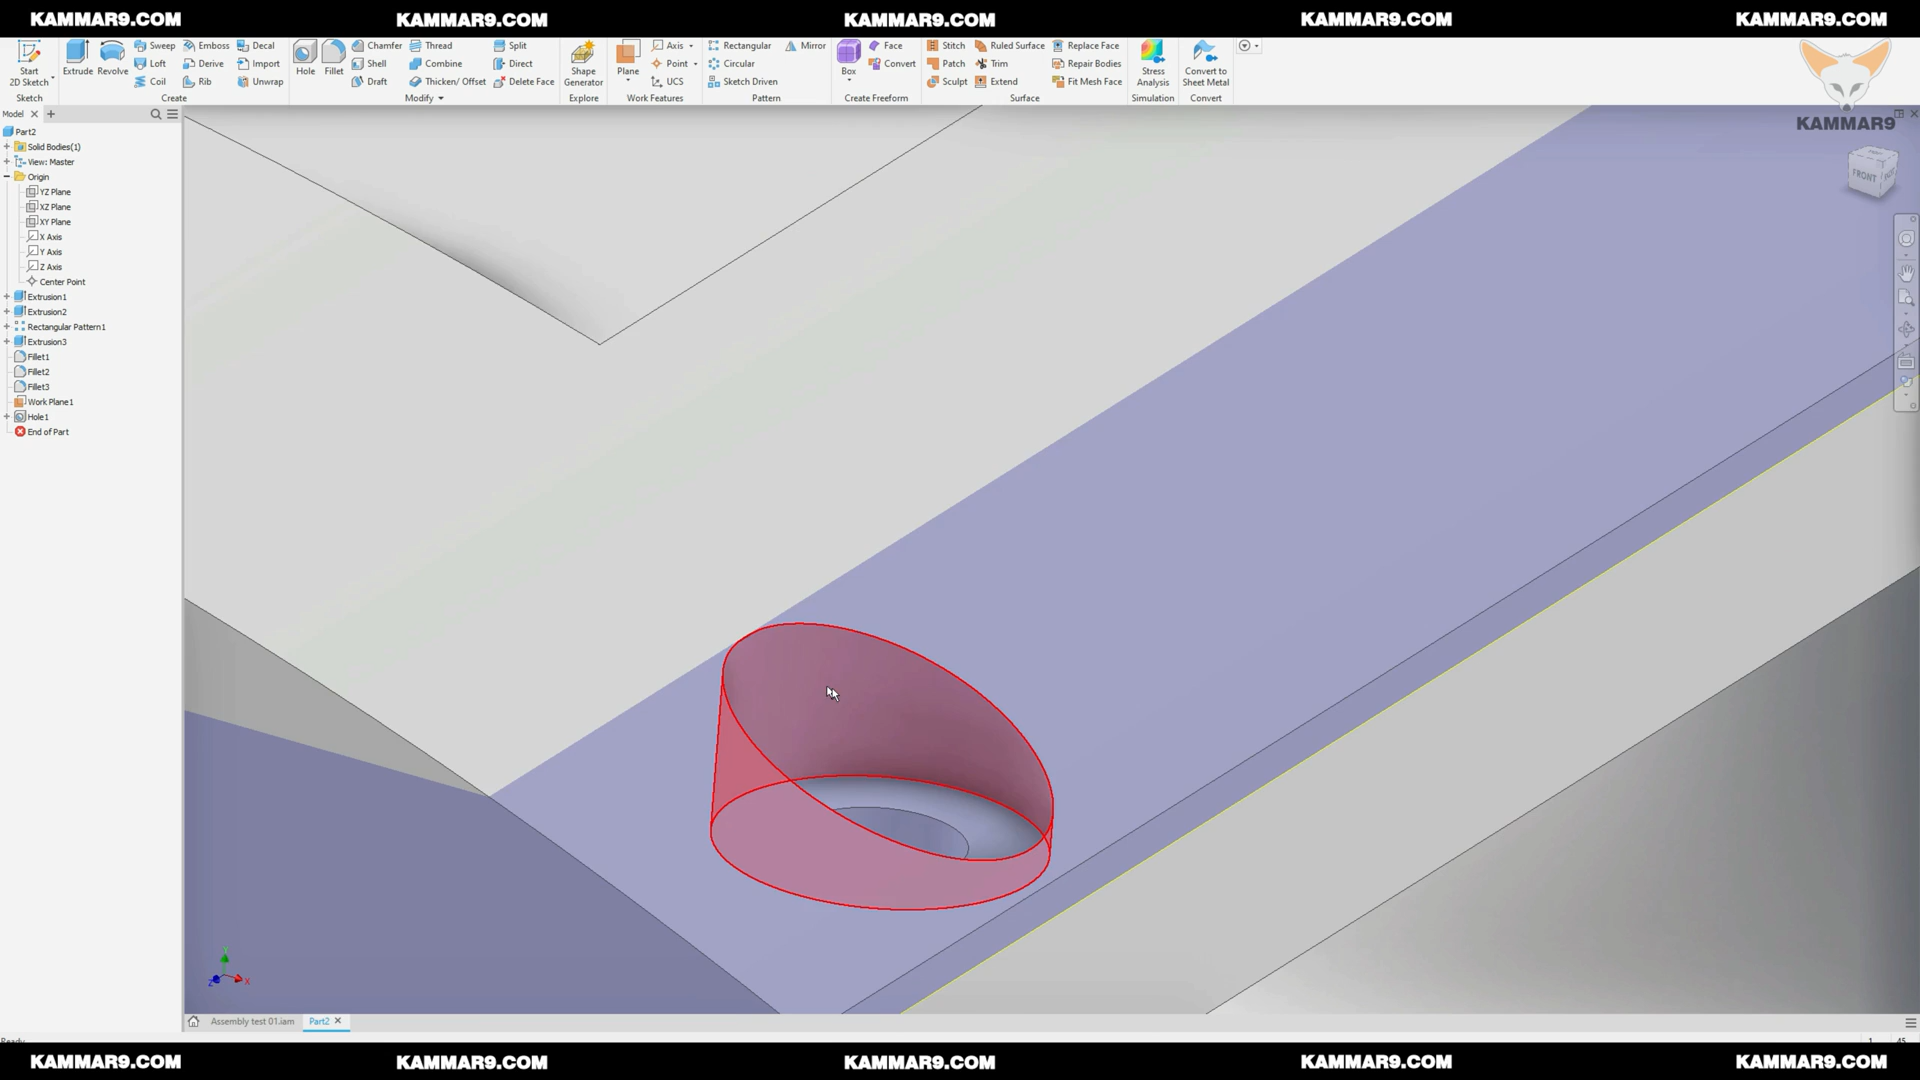 KAMMAR9.COM KAMMAR9.COM KAMMAR9.COM KAMMAR9.COM KAMMAR9.COM
Start
2D Sketch
Sketch
Extrude
Revolve
Sweep
Loft
Coil
Emboss
Derive
Rib
Decal
Import
Unwrap
Create
Hole
Fillet
Chamfer
Shell
Draft
Thread
Combine
Thicken/ Offset
Split
Direct
Delete Face
Modify
Shape
Generator
Explore
Plane
Axis
Point
UCS
Work Features
Rectangular
Circular
Sketch Driven
Mirror
Pattern
Box
Face
Convert
Create Freeform
Stitch
Patch
Sculpt
Ruled Surface
Trim
Extend
Replace Face
Repair Bodies
Fit Mesh Face
Surface
Stress
Analysis
Simulation
Convert to
Sheet Metal
Convert
KAMMAR9
FRONT
Model
Part2
Solid Bodies(1)
View: Master
Origin
YZ Plane
XZ Plane
XY Plane
X Axis
Y Axis
Z Axis
Center Point
Extrusion1
Extrusion2
Rectangular Pattern1
Extrusion3
Fillet1
Fillet2
Fillet3
Work Plane1
Hole1
End of Part
Y
Z
X
Assembly test 01.iam
Part2
Ready
1 45
KAMMAR9.COM KAMMAR9.COM KAMMAR9.COM KAMMAR9.COM KAMMAR9.COM